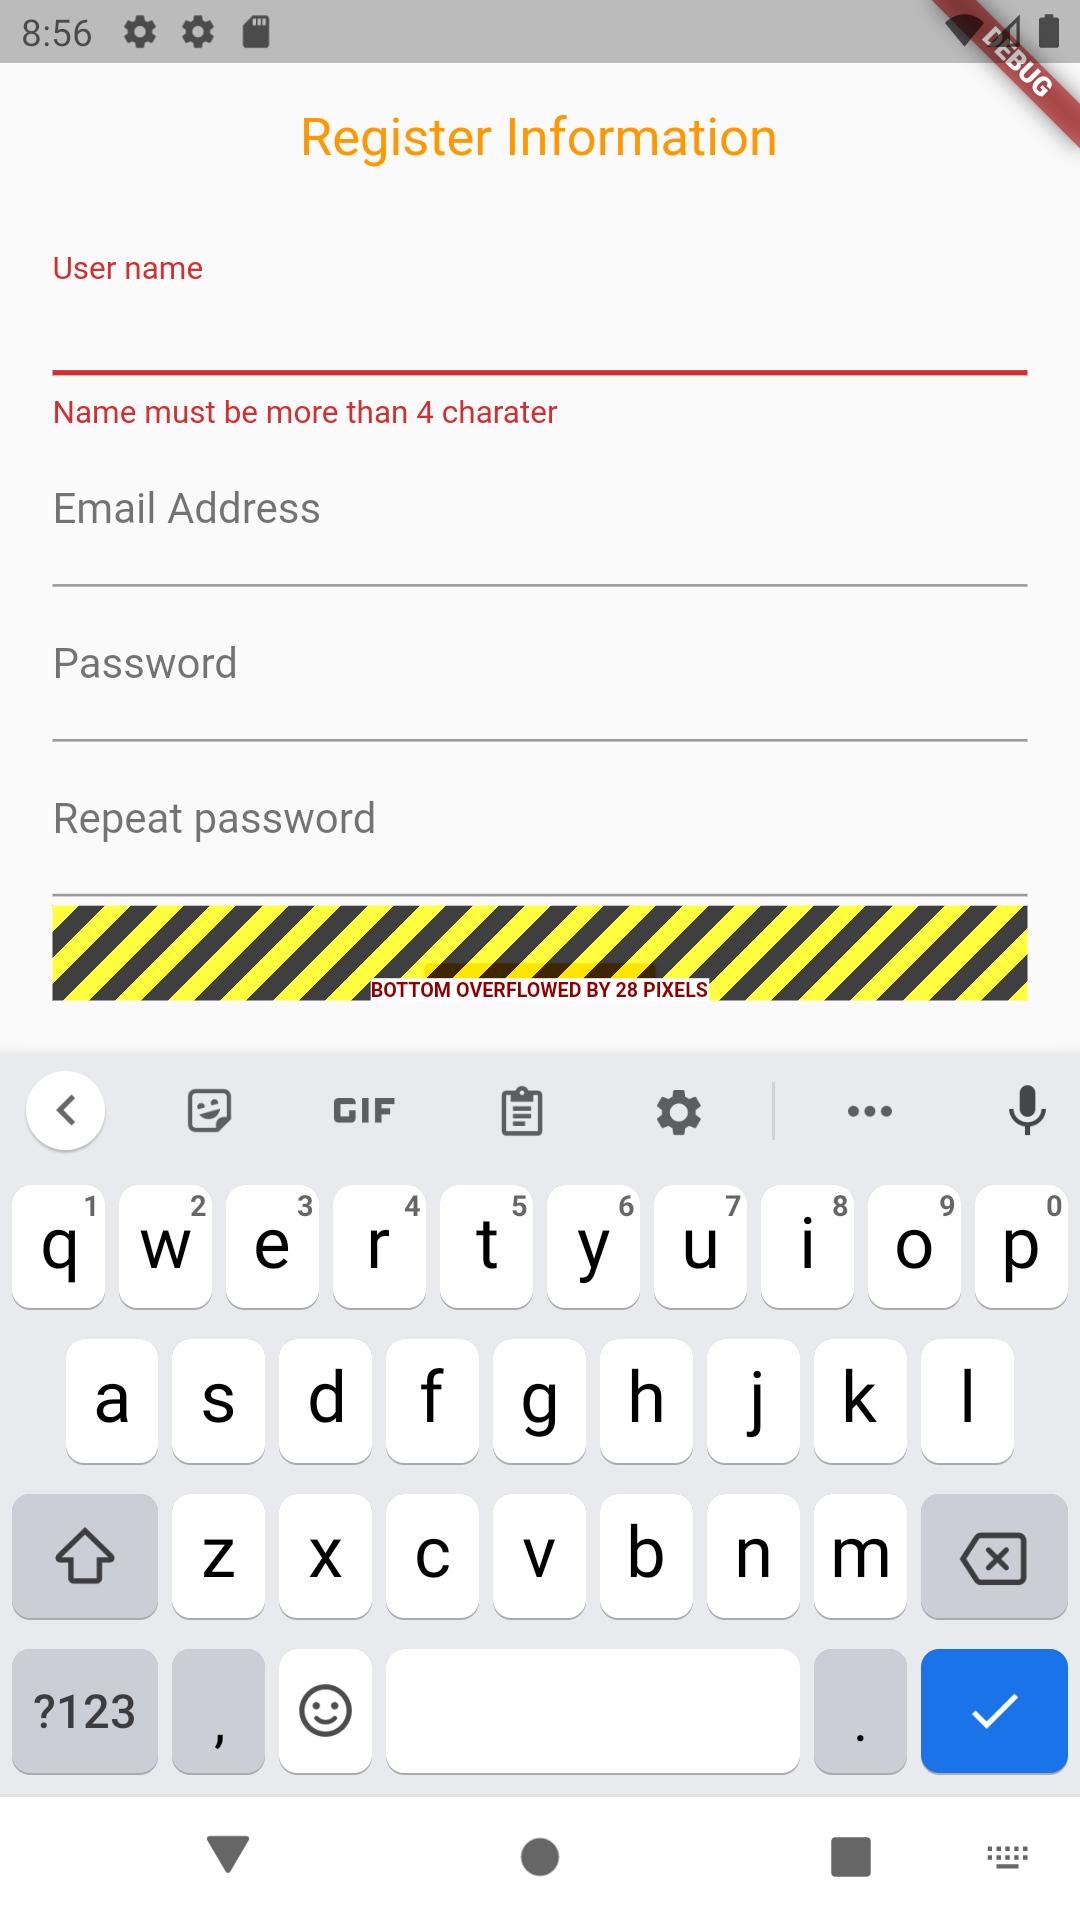 8:56
DEBUG
Register Information
User name
Name must be more than 4 charater
Email Address
Password
Repeat password
BOTTOM OVERFLOWED BY 28 PIXELS
GIF
1 2 3 4 5 6 7 8 9 0
q w e r t y u i o p
a s d f g h j k l
z x c v b n m
?123 , .